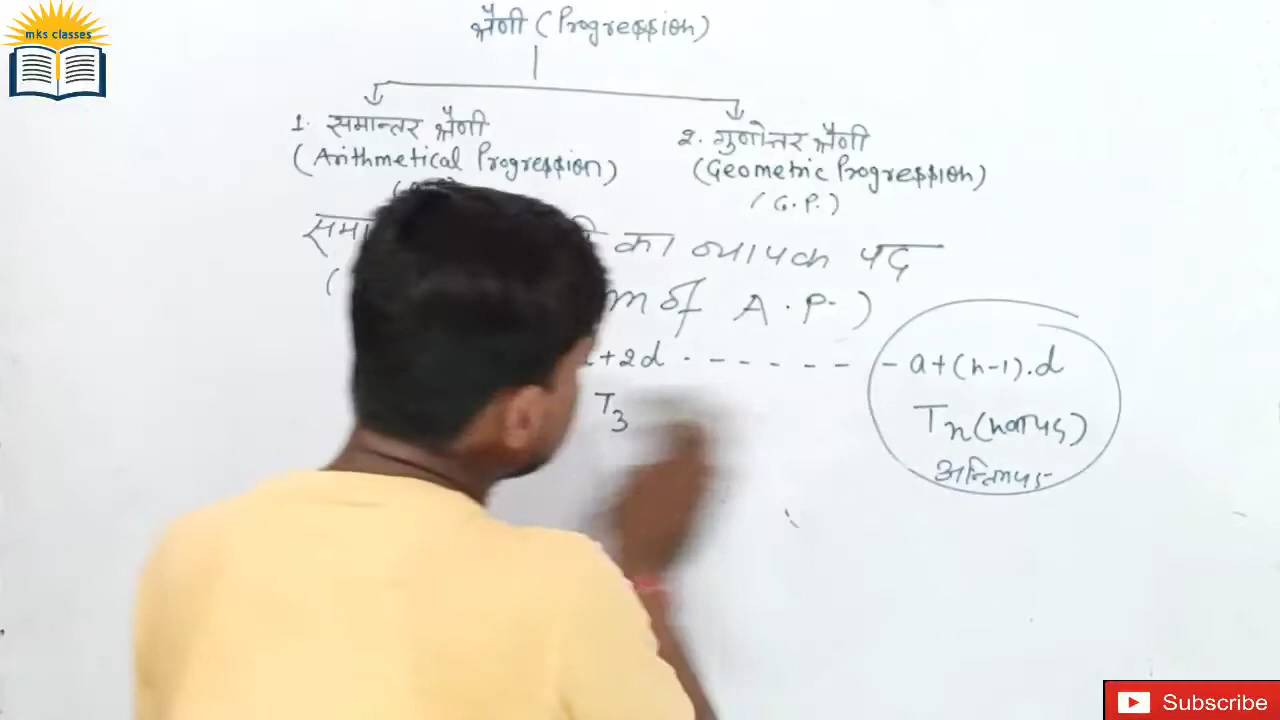 mks classes
श्रेणी (Progression)
1. समान्तर श्रेणी
2. गुणोत्तर श्रेणी
(Arithmetical Progression)
(Geometric Progression)
(G.P.)
का व्यापक पद
of A.P.)
+2d - - - - - - - a+(n-1).d
T3
Tn (nवाँ पद)
अन्तिम पद
Subscribe